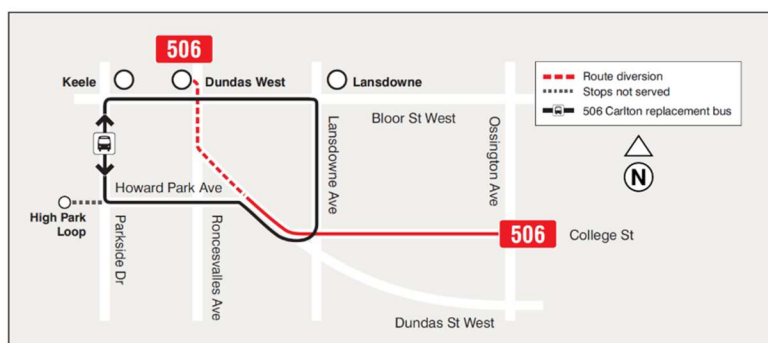 506
Keele
Dundas West
Lansdowne
Route diversion
Stops not served
506 Carlton replacement bus
Bloor St West
Lansdowne Ave
Ossington Ave
N
Howard Park Ave
High Park
Loop
Parkside Dr
Roncesvalles Ave
506
College St
Dundas St West